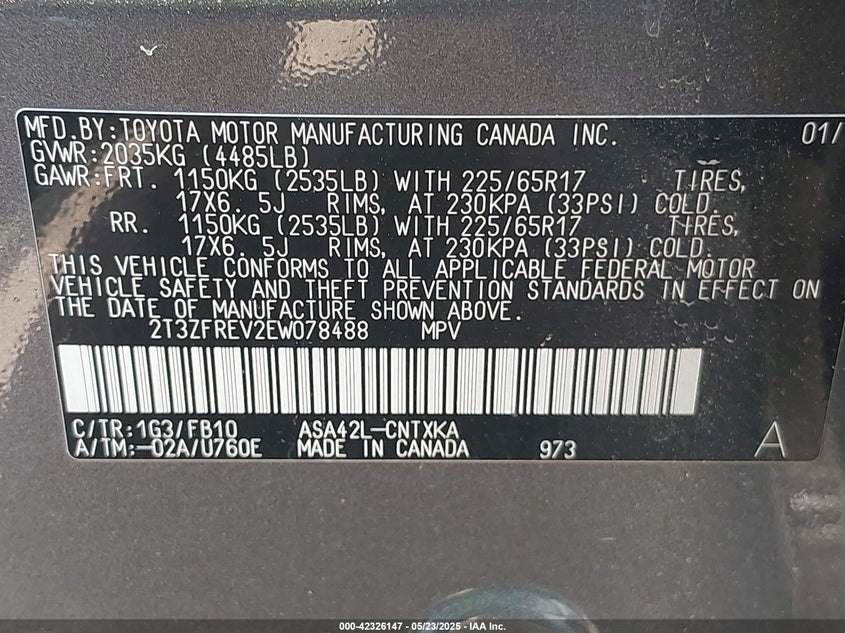 MFD.BY:TOYOTA MOTOR MANUFACTURING CANADA INC. 01/
GVWR:2035KG (4485LB)
GAWR:FRT. 1150KG (2535LB) WITH 225/65R17 TIRES,
17X6. 5J RIMS, AT 230KPA (33PSI) COLD.
RR. 1150KG (2535LB) WITH 225/65R17 TIRES,
17X6. 5J RIMS, AT 230KPA (33PSI) COLD.
THIS VEHICLE CONFORMS TO ALL APPLICABLE FEDERAL MOTOR
VEHICLE SAFETY AND THEFT PREVENTION STANDARDS IN EFFECT ON
THE DATE OF MANUFACTURE SHOWN ABOVE.
2T3ZFREV2EW078488 MPV
C/TR:1G3/FB10 ASA42L-CNTXKA
A/TM:-02A/U760E MADE IN CANADA 973 A
000-42326147 - 05/23/2025 - IAA Inc.